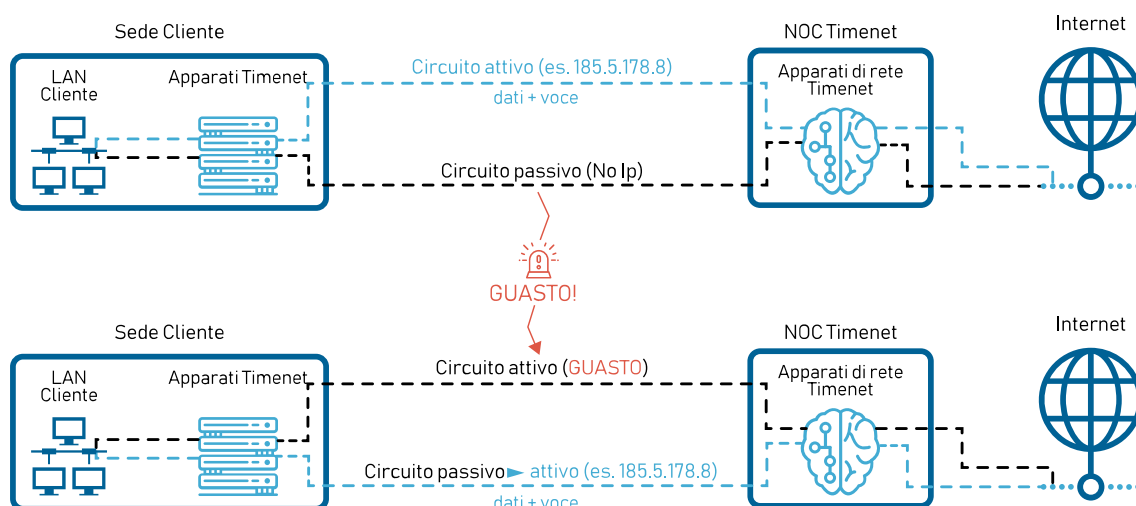 Sede Cliente
NOC Timenet
Internet
LAN
Cliente
Apparati Timenet
Circuito attivo (es. 185.5.178.8)
dati + voce
Apparati di rete
Timenet
Circuito passivo (No Ip)
GUASTO!
Sede Cliente
NOC Timenet
Internet
LAN
Cliente
Apparati Timenet
Circuito attivo (GUASTO)
Apparati di rete
Timenet
Circuito passivo ► attivo (es. 185.5.178.8)
dati + voce